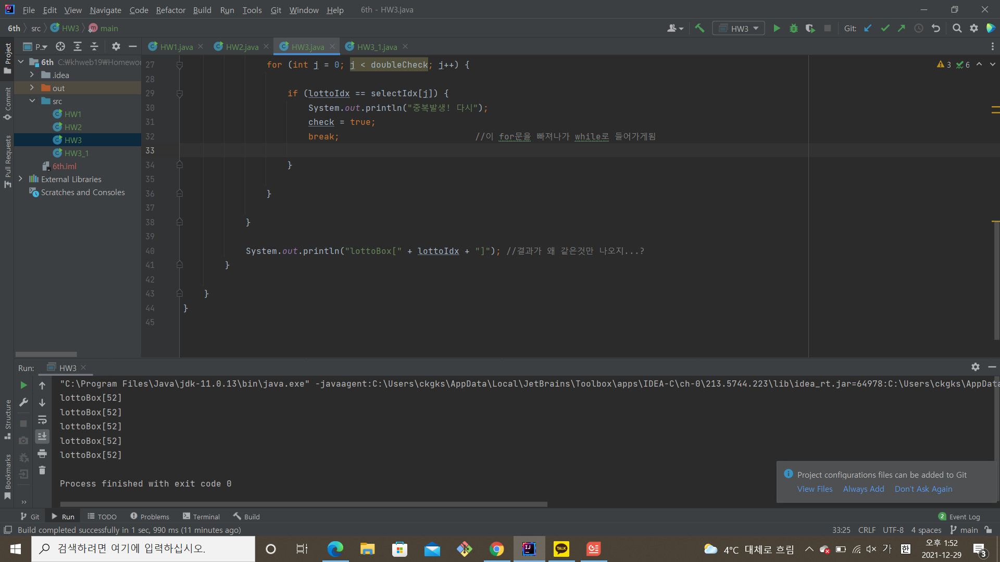 File Edit View Navigate Code Refactor Build Run Tools Git Window Help 6th - HW3.java
6th src HW3 main
HW3 Git:
P... HW1.java HW2.java HW3.java HW3_1.java
Project
Commit
Pull Requests
Structure
Bookmarks
6th C:₩khweb19₩Homewor
.idea
out
src
HW1
HW2
HW3
HW3_1
6th.iml
External Libraries
Scratches and Consoles
3 6
27 for (int j = 0; j < doubleCheck; j++) {
28
29 if (lottoIdx == selectIdx[j]) {
30 System.out.println("중복발생! 다시");
31 check = true;
32 break; //이 for문을 빠져나가 while로 들어가게됨
33
34 }
35
36 }
37
38 }
39
40 System.out.println("lottoBox[" + lottoIdx + "]"); //결과가 왜 같은것만 나오지...?
41 }
42
43 }
44 }
45
Run: HW3
"C:\Program Files\Java\jdk-11.0.13\bin\java.exe" -javaagent:C:\Users\ckgks\AppData\Local\JetBrains\Toolbox\apps\IDEA-C\ch-0\213.5744.223\lib\idea_rt.jar=64978:C:\Users\ckgks\AppData
lottoBox[52]
lottoBox[52]
lottoBox[52]
lottoBox[52]
lottoBox[52]
Process finished with exit code 0
Project configurations files can be added to Git
View Files Always Add Don't Ask Again
Git Run TODO Problems Terminal Build 2 Event Log
Build completed successfully in 1 sec, 990 ms (11 minutes ago) 33:25 CRLF UTF-8 4 spaces main
검색하려면 여기에 입력하십시오. IJ TALK 4°C 대체로 흐림 가 한 오후 1:52
2021-12-29 3